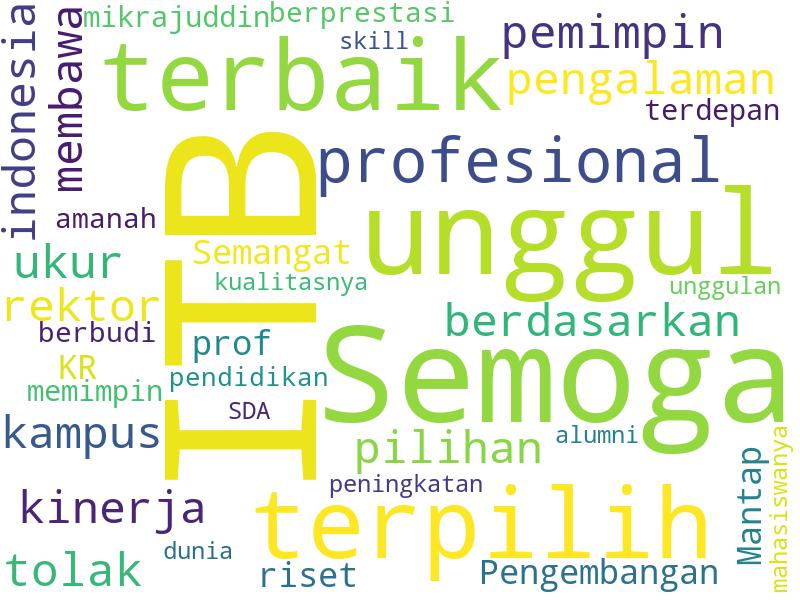 mikrajuddin
berprestasi
indonesia
membawa
terbaik
skill
pemimpin
pengalaman
terdepan
ITB
profesional
amanah
unggul
ukur
Semangat
kualitasnya
unggulan
rektor
berbudi
prof
berdasarkan
KR
memimpin
pendidikan
Semoga
SDA
kampus
pilihan
alumni
Mantap
mahasiswanya
kinerja
peningkatan
terpilih
tolak
dunia
riset
Pengembangan